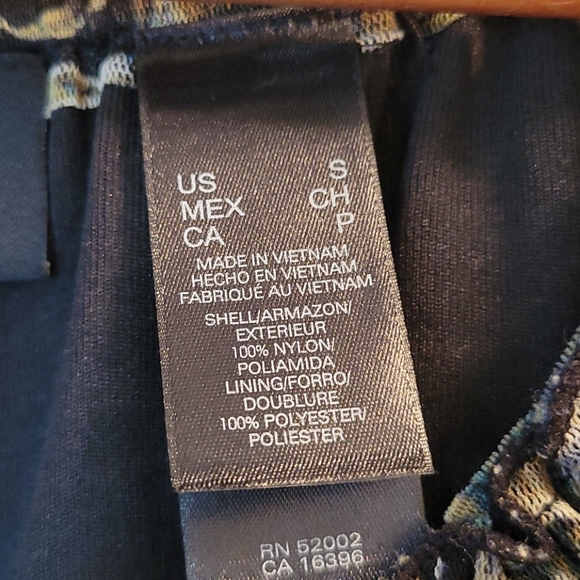 US S
MEX CH
CA P
MADE IN VIETNAM
HECHO EN VIETNAM
FABRIQUÉ AU VIETNAM
SHELL/ARMAZON/
EXTERIEUR
100% NYLON/
POLIAMIDA
LINING/FORRO/
DOUBLURE
100% POLYESTER/
POLIÉSTER
RN 52002
CA 16396